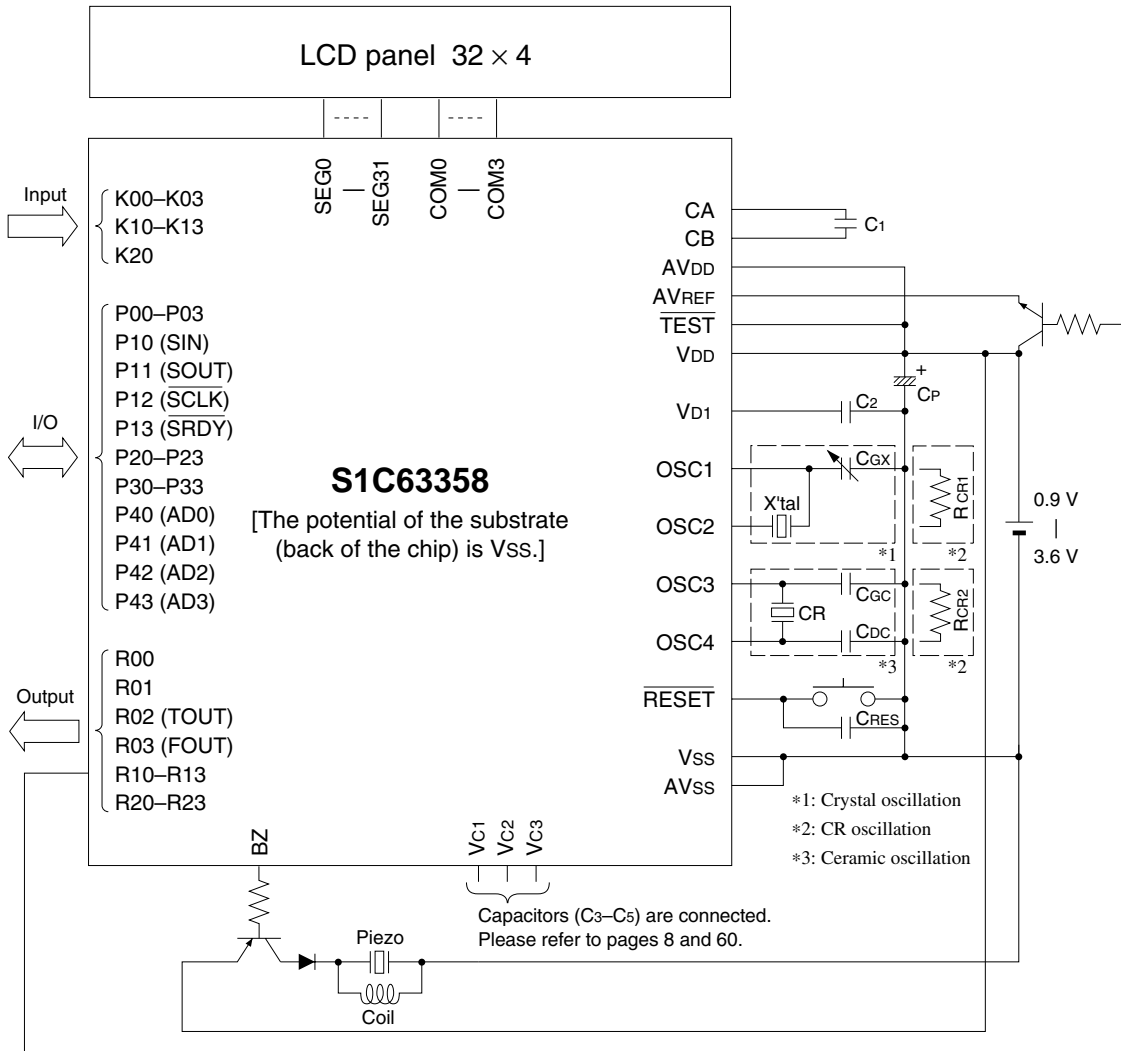 LCD panel 32 × 4
SEG0
SEG31
COM0
COM3
Input
K00–K03
K10–K13
K20
I/O
P00–P03
P10 (SIN)
P11 (SOUT)
P12 (SCLK)
P13 (SRDY)
P20–P23
P30–P33
P40 (AD0)
P41 (AD1)
P42 (AD2)
P43 (AD3)
Output
R00
R01
R02 (TOUT)
R03 (FOUT)
R10–R13
R20–R23
S1C63358
[The potential of the substrate
(back of the chip) is VSS.]
CA
CB
AVDD
AVREF
TEST
VDD
VD1
OSC1
OSC2
OSC3
OSC4
RESET
VSS
AVSS
C1
+
CP
C2
CGX
X'tal
*1
RCR1
*2
CGC
CR
CDC
*3
RCR2
*2
CRES
0.9 V
|
3.6 V
*1: Crystal oscillation
*2: CR oscillation
*3: Ceramic oscillation
BZ
VC1
VC2
VC3
Capacitors (C3–C5) are connected.
Please refer to pages 8 and 60.
Piezo
Coil